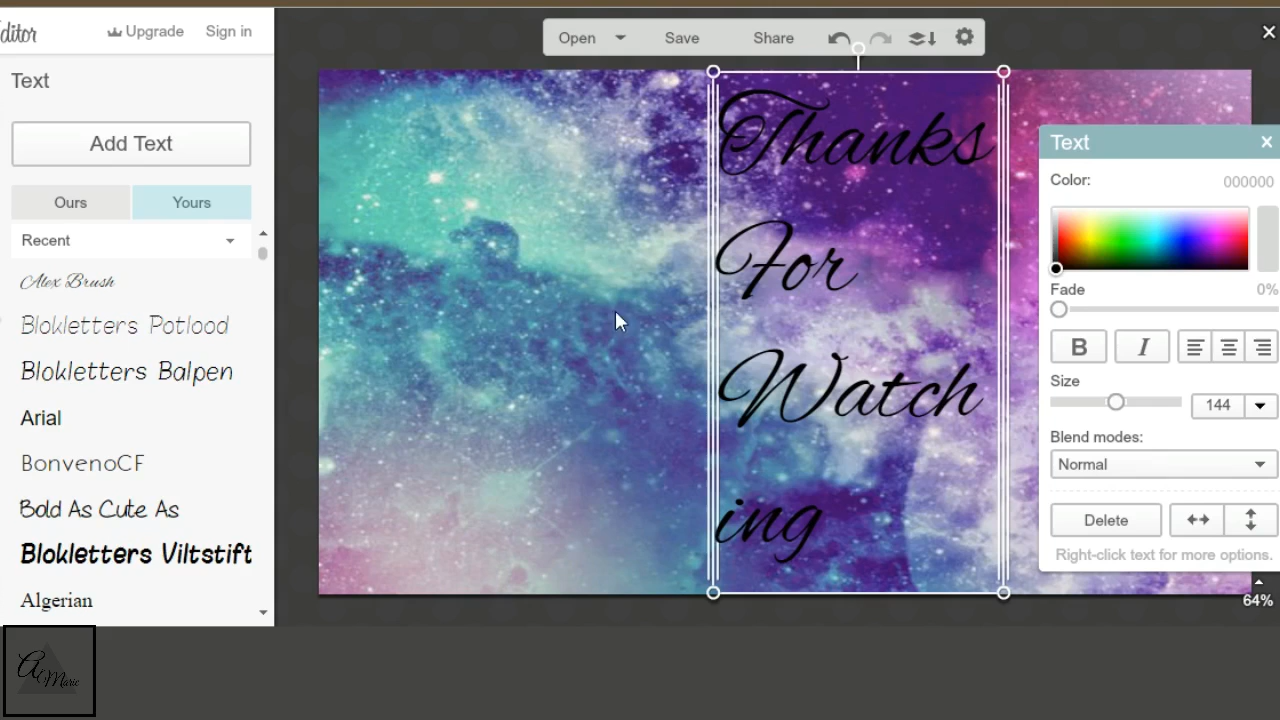 ditor
Upgrade
Sign in
Open
Save
Share
Text
Add Text
Ours
Yours
Recent
Alex Brush
Blokletters Potlood
Blokletters Balpen
Arial
BonvenoCF
Bold As Cute As
Blokletters Viltstift
Algerian
Thanks
For
Watch
ing
Text
Color:
000000
Fade
0%
B
I
Size
144
Blend modes:
Normal
Delete
Right-click text for more options.
64%
A Marie